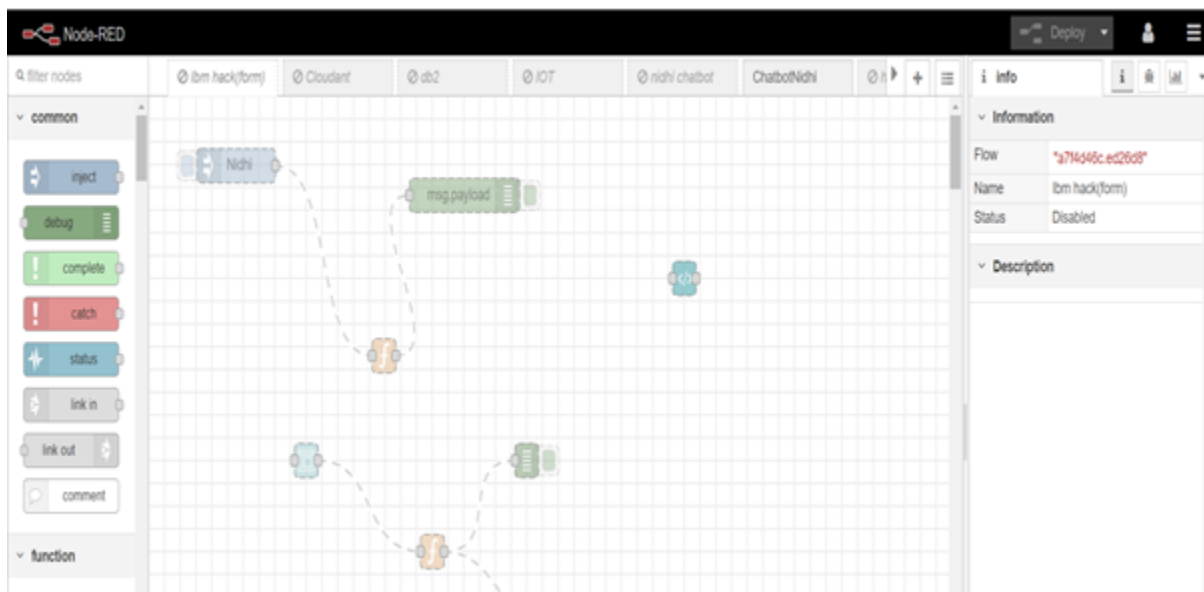 Node-RED
Deploy
filter nodes
Ibm hack(form)
Cloudant
db2
IOT
nidhi chatbot
ChatbotNidhi
i info
i
common
inject
debug
complete
catch
status
link in
link out
comment
function
Nidhi
msg.payload
Information
Flow "a7f4d46c.ed26d8"
Name Ibm hack(form)
Status Disabled
Description